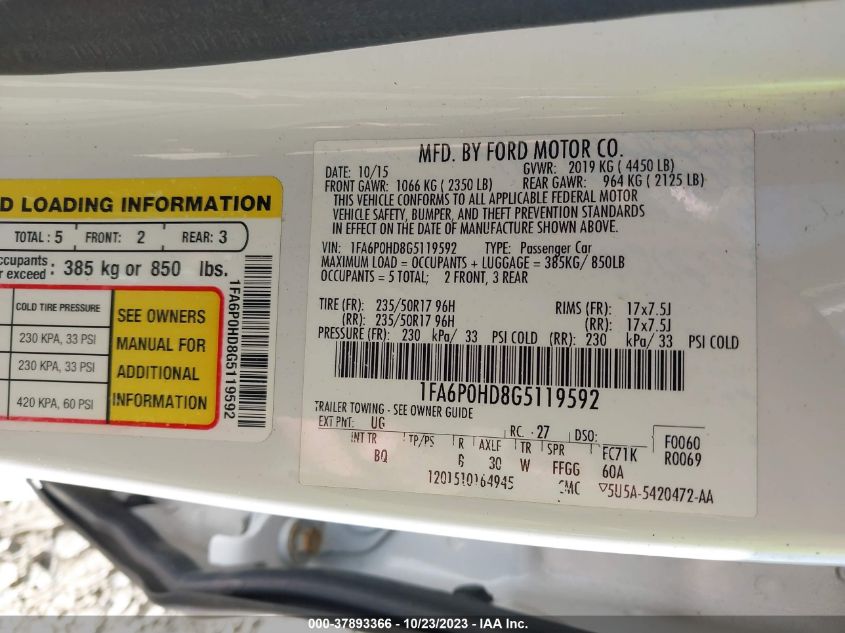 D LOADING INFORMATION
TOTAL : 5 FRONT: 2 REAR: 3
ccupants
r exceed : 385 kg or 850 lbs.
COLD TIRE PRESSURE
230 KPA, 33 PSI
230 KPA, 33 PSI
420 KPA, 60 PSI
SEE OWNERS
MANUAL FOR
ADDITIONAL
INFORMATION
1FA6P0HD8G5119592
MFD. BY FORD MOTOR CO.
DATE: 10/15 GVWR: 2019 KG ( 4450 LB)
FRONT GAWR: 1066 KG ( 2350 LB) REAR GAWR: 964 KG ( 2125 LB)
THIS VEHICLE CONFORMS TO ALL APPLICABLE FEDERAL MOTOR
VEHICLE SAFETY, BUMPER, AND THEFT PREVENTION STANDARDS
IN EFFECT ON THE DATE OF MANUFACTURE SHOWN ABOVE.
VIN: 1FA6P0HD8G5119592 TYPE: Passenger Car
MAXIMUM LOAD = OCCUPANTS + LUGGAGE = 385KG/ 850LB
OCCUPANTS = 5 TOTAL; 2 FRONT, 3 REAR
TIRE (FR): 235/50R17 96H RIMS (FR): 17x7.5J
(RR): 235/50R17 96H (RR): 17x7.5J
PRESSURE (FR): 230 kPa/ 33 PSI COLD (RR): 230 kPa/ 33 PSI COLD
1FA6P0HD8G5119592
TRAILER TOWING - SEE OWNER GUIDE
EXT PNT: UG RC: 27 DSO: F0060
INT TR TP/PS R AXLE TR SPR FC71K R0069
BQ 6 30 W FFGG 60A
1201510164945 ▽5U5A-5420472-AA
000-37893366 - 10/23/2023 - IAA Inc.